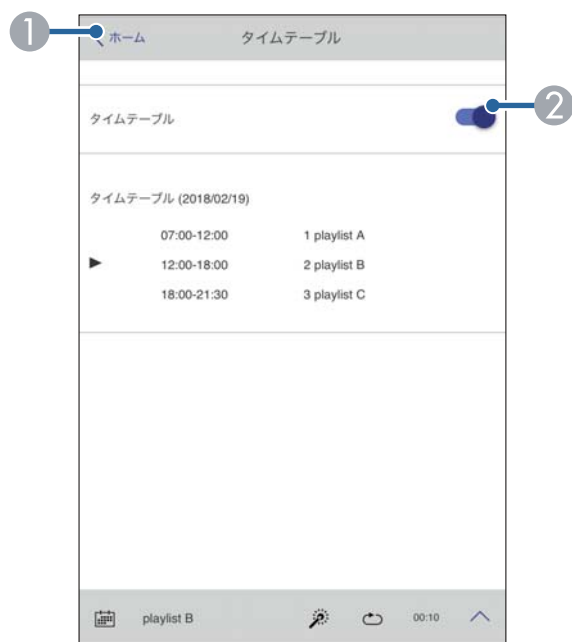 1
ホーム タイムテーブル
タイムテーブル
2
タイムテーブル (2018/02/19)
07:00-12:00 1 playlist A
12:00-18:00 2 playlist B
18:00-21:30 3 playlist C
playlist B 00:10